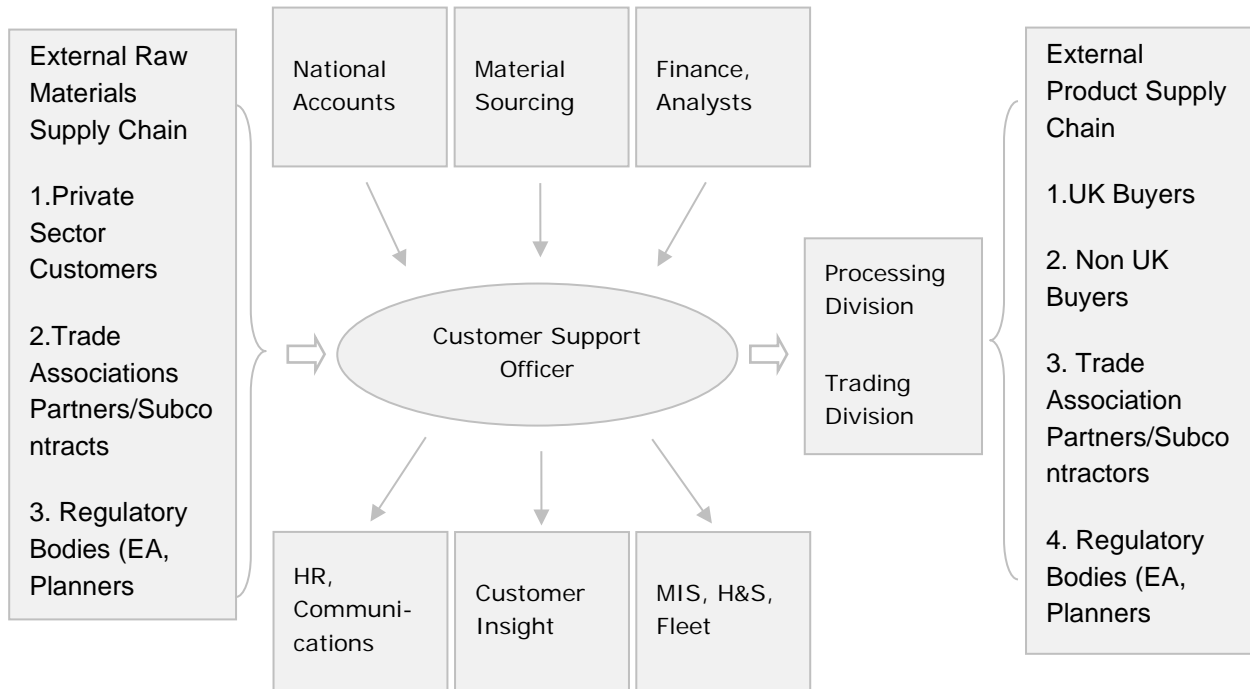 External Raw
Materials
Supply Chain
1.Private
Sector
Customers
2.Trade
Associations
Partners/Subco
ntracts
3. Regulatory
Bodies (EA,
Planners
National
Accounts
Material
Sourcing
Finance,
Analysts
Customer Support
Officer
HR,
Communi-
cations
Customer
Insight
MIS, H&S,
Fleet
Processing
Division
Trading
Division
External
Product Supply
Chain
1.UK Buyers
2. Non UK
Buyers
3. Trade
Association
Partners/Subco
ntractors
4. Regulatory
Bodies (EA,
Planners